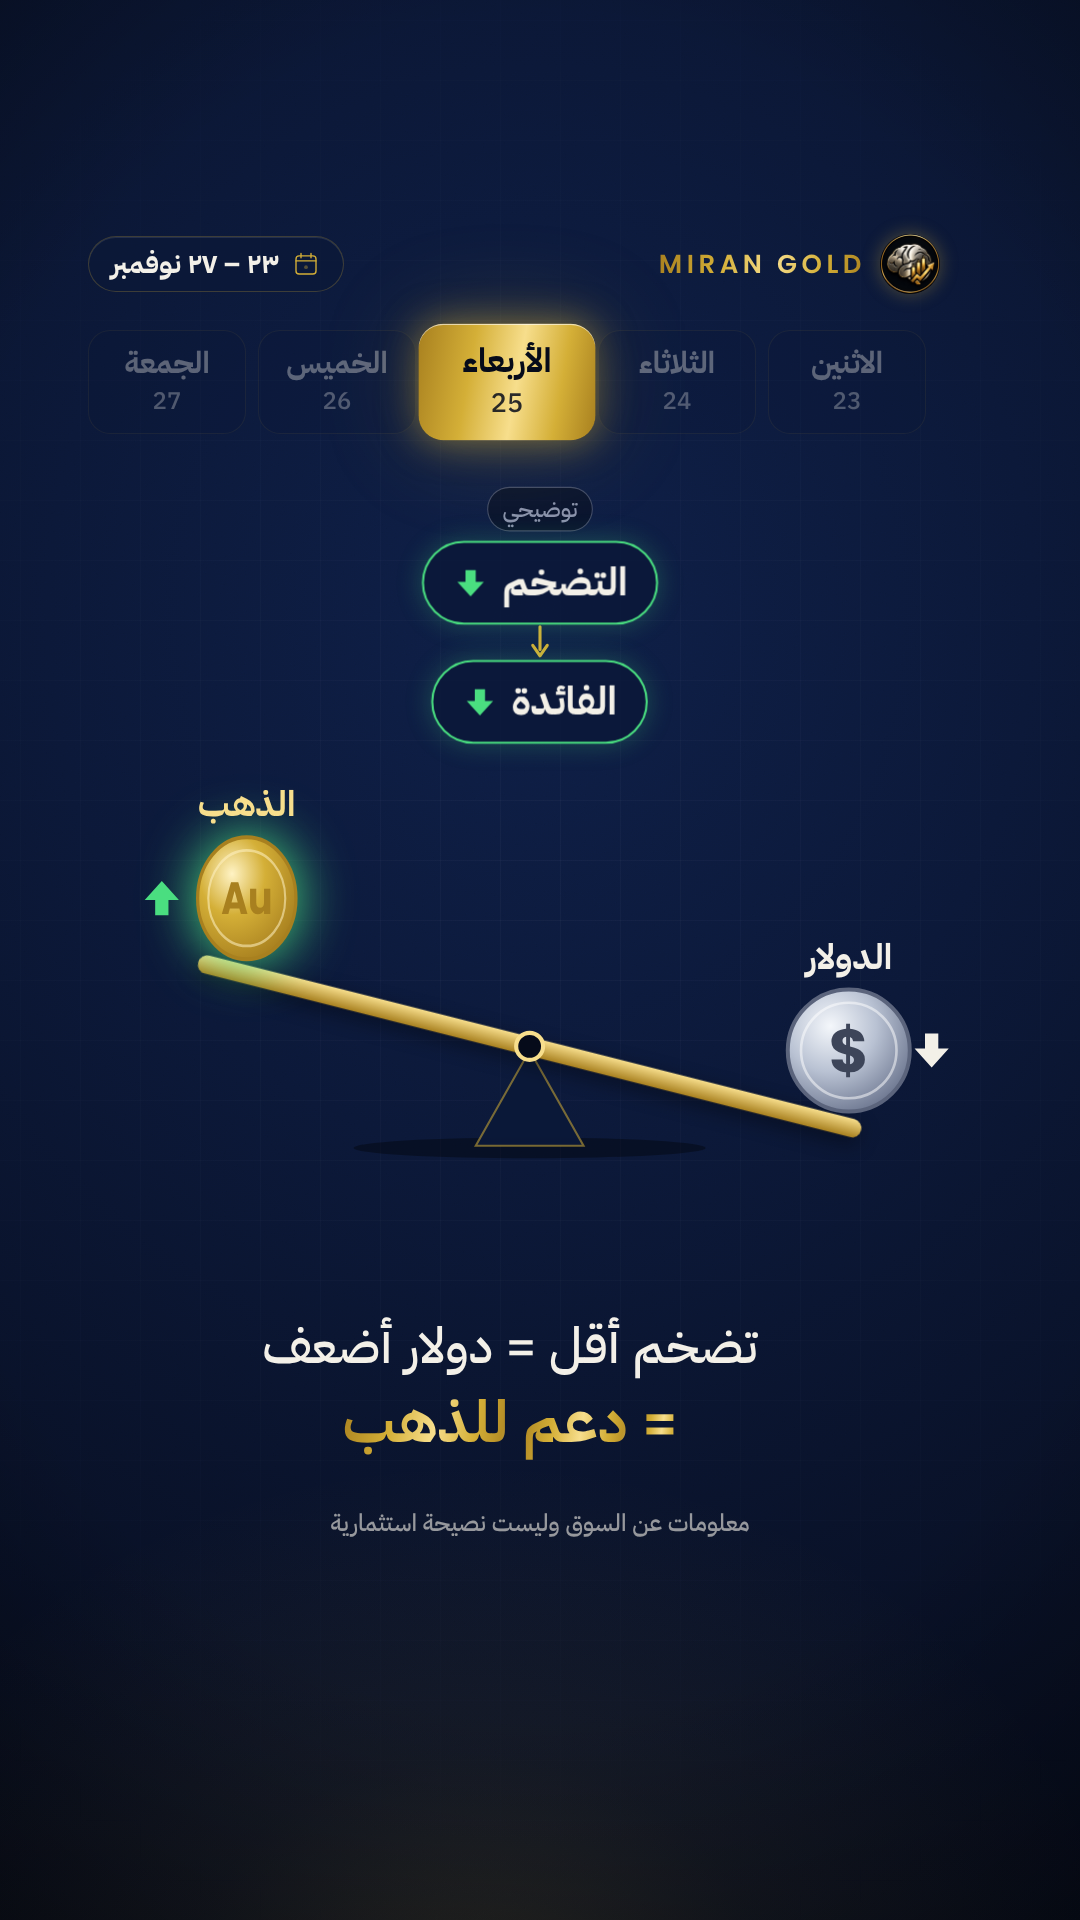 MIRAN GOLD
٢٣ – ٢٧ نوفمبر
الاثنين
23
الثلاثاء
24
الأربعاء
25
الخميس
26
الجمعة
27
توضيحي
التضخم
الفائدة
الذهب
Au
الدولار
$
تضخم أقل = دولار أضعف
= دعم للذهب
معلومات عن السوق وليست نصيحة استثمارية